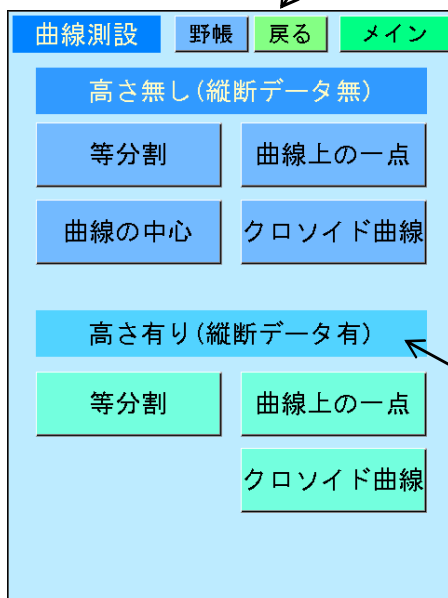 曲線測設 野帳 戻る メイン
高さ無し(縦断データ無)
等分割 曲線上の一点
曲線の中心 クロソイド曲線
高さ有り(縦断データ有)
等分割 曲線上の一点
クロソイド曲線